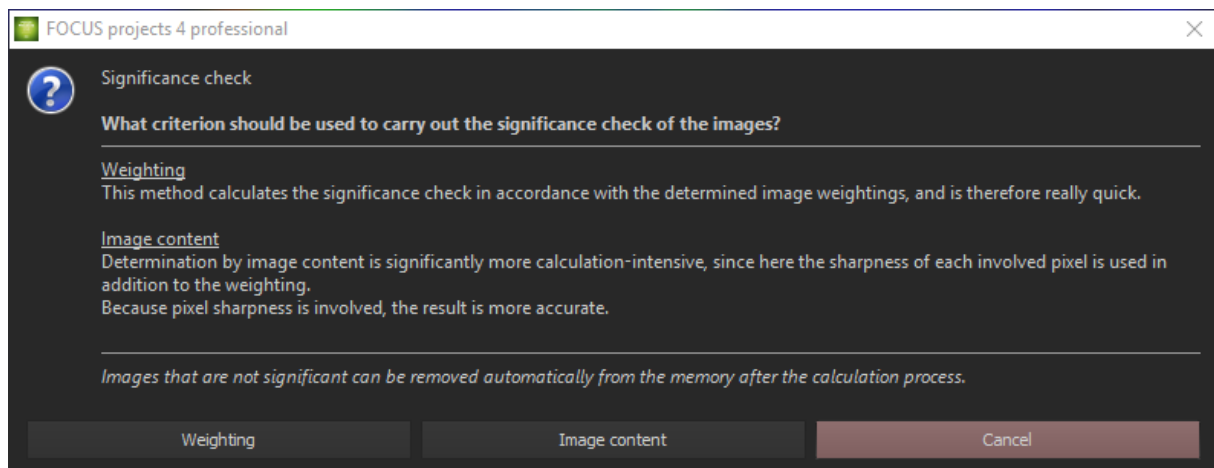 FOCUS projects 4 professional
Significance check
What criterion should be used to carry out the significance check of the images?
Weighting
This method calculates the significance check in accordance with the determined image weightings, and is therefore really quick.
Image content
Determination by image content is significantly more calculation-intensive, since here the sharpness of each involved pixel is used in
addition to the weighting.
Because pixel sharpness is involved, the result is more accurate.
Images that are not significant can be removed automatically from the memory after the calculation process.
Weighting
Image content
Cancel